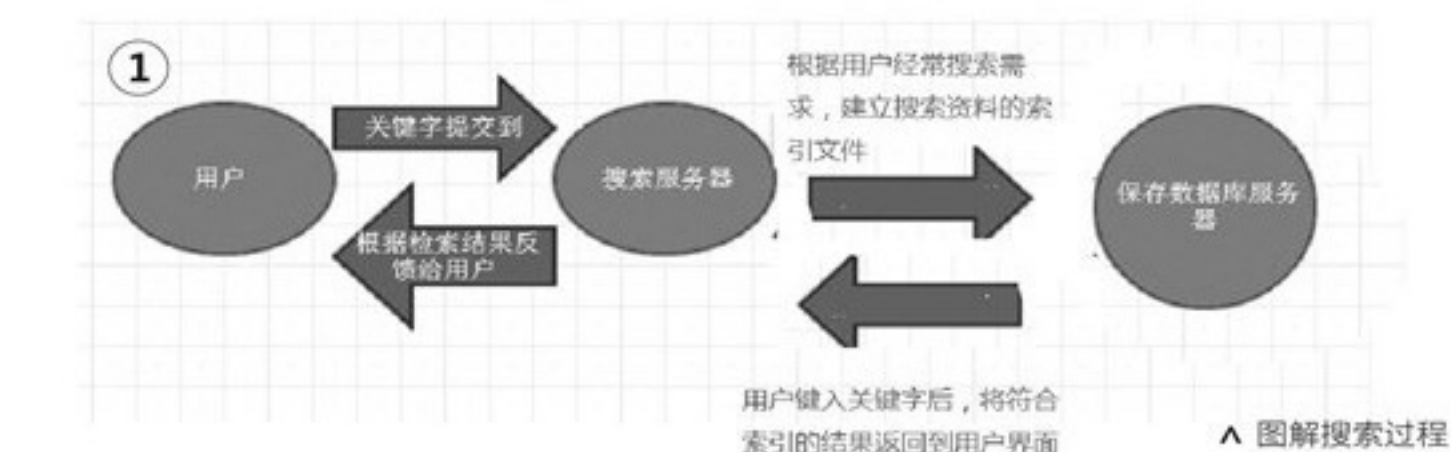 ①
用户
关键字提交到
根据检索结果反
馈给用户
搜索服务器
根据用户经常搜索需
求，建立搜索资料的索
引文件
保存数据库服务
器
用户键入关键字后，将符合
索引的结果返回到用户界面
∧ 图解搜索过程